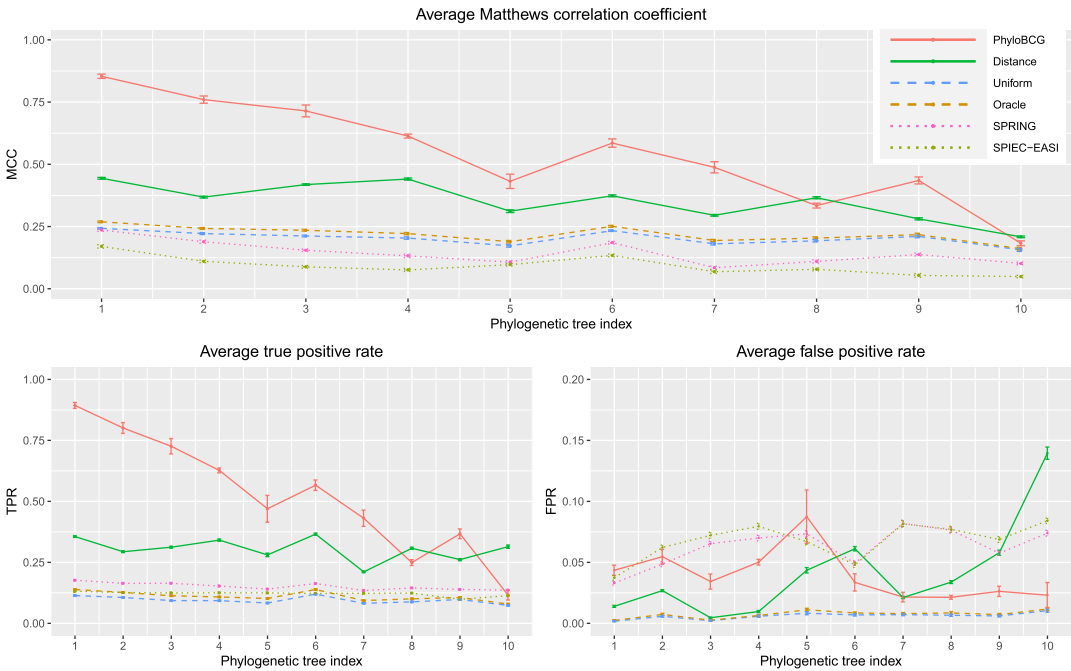 Average Matthews correlation coefficient
1.00
0.75
0.50
0.25
0.00
MCC
PhyloBCG
Distance
Uniform
Oracle
SPRING
SPIEC−EASI
1 2 3 4 5 6 7 8 9 10
Phylogenetic tree index
Average true positive rate
1.00
0.75
0.50
0.25
0.00
TPR
1 2 3 4 5 6 7 8 9 10
Phylogenetic tree index
Average false positive rate
0.20
0.15
0.10
0.05
0.00
FPR
1 2 3 4 5 6 7 8 9 10
Phylogenetic tree index